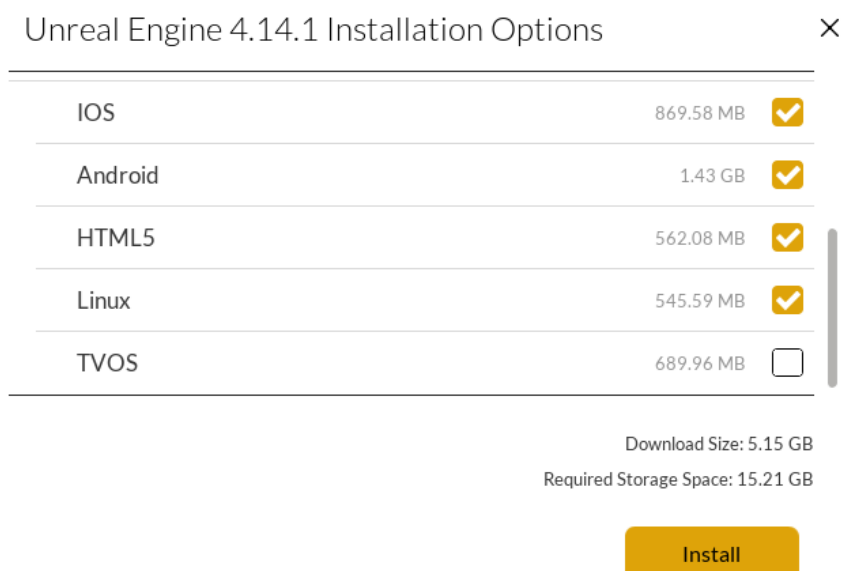 Unreal Engine 4.14.1 Installation Options
IOS 869.58 MB
Android 1.43 GB
HTML5 562.08 MB
Linux 545.59 MB
TVOS 689.96 MB
Download Size: 5.15 GB
Required Storage Space: 15.21 GB
Install